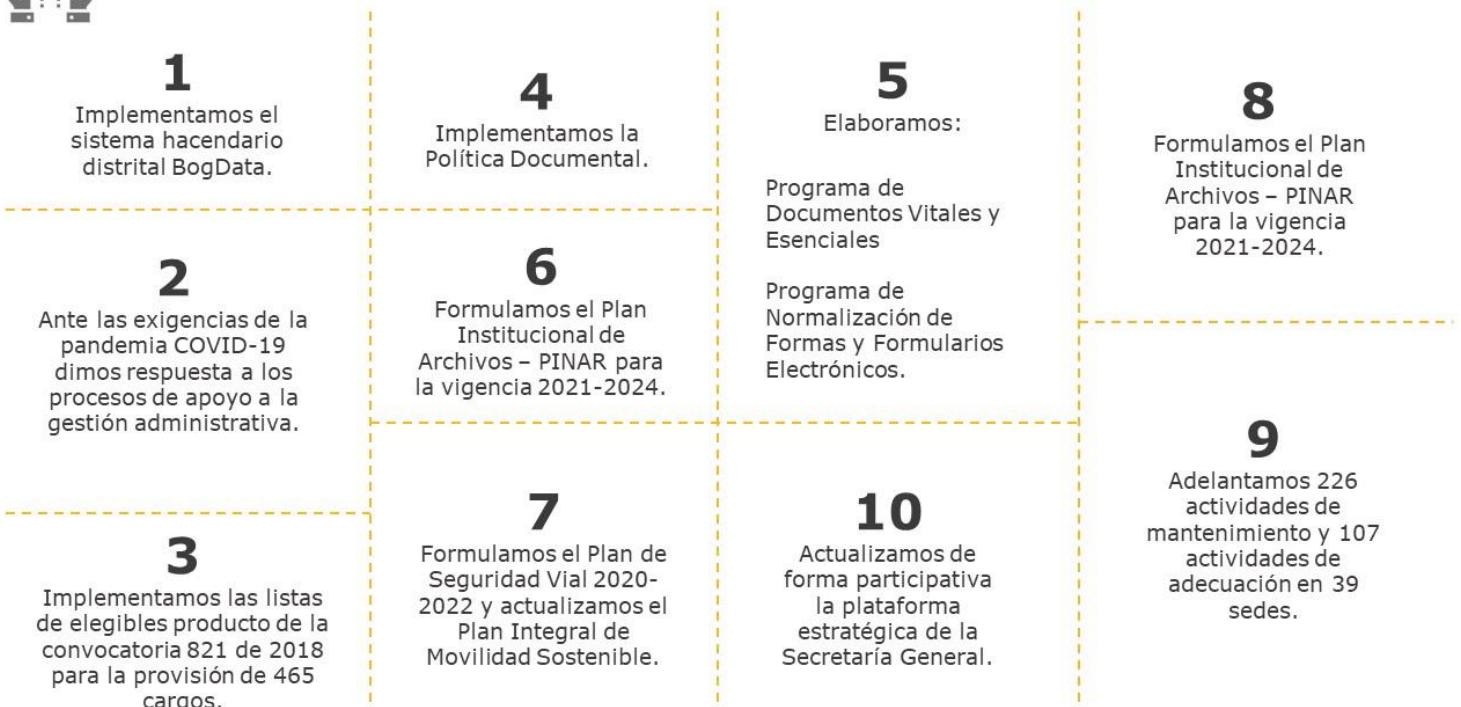 1
Implementamos el
sistema hacendario
distrital BogData.
2
Ante las exigencias de la
pandemia COVID-19
dimos respuesta a los
procesos de apoyo a la
gestión administrativa.
3
Implementamos las listas
de elegibles producto de la
convocatoria 821 de 2018
para la provisión de 465
cargos.
4
Implementamos la
Política Documental.
6
Formulamos el Plan
Institucional de
Archivos – PINAR para
la vigencia 2021-2024.
7
Formulamos el Plan de
Seguridad Vial 2020-
2022 y actualizamos el
Plan Integral de
Movilidad Sostenible.
5
Elaboramos:
Programa de
Documentos Vitales y
Esenciales
Programa de
Normalización de
Formas y Formularios
Electrónicos.
10
Actualizamos de
forma participativa
la plataforma
estratégica de la
Secretaría General.
8
Formulamos el Plan
Institucional de
Archivos – PINAR
para la vigencia
2021-2024.
9
Adelantamos 226
actividades de
mantenimiento y 107
actividades de
adecuación en 39
sedes.